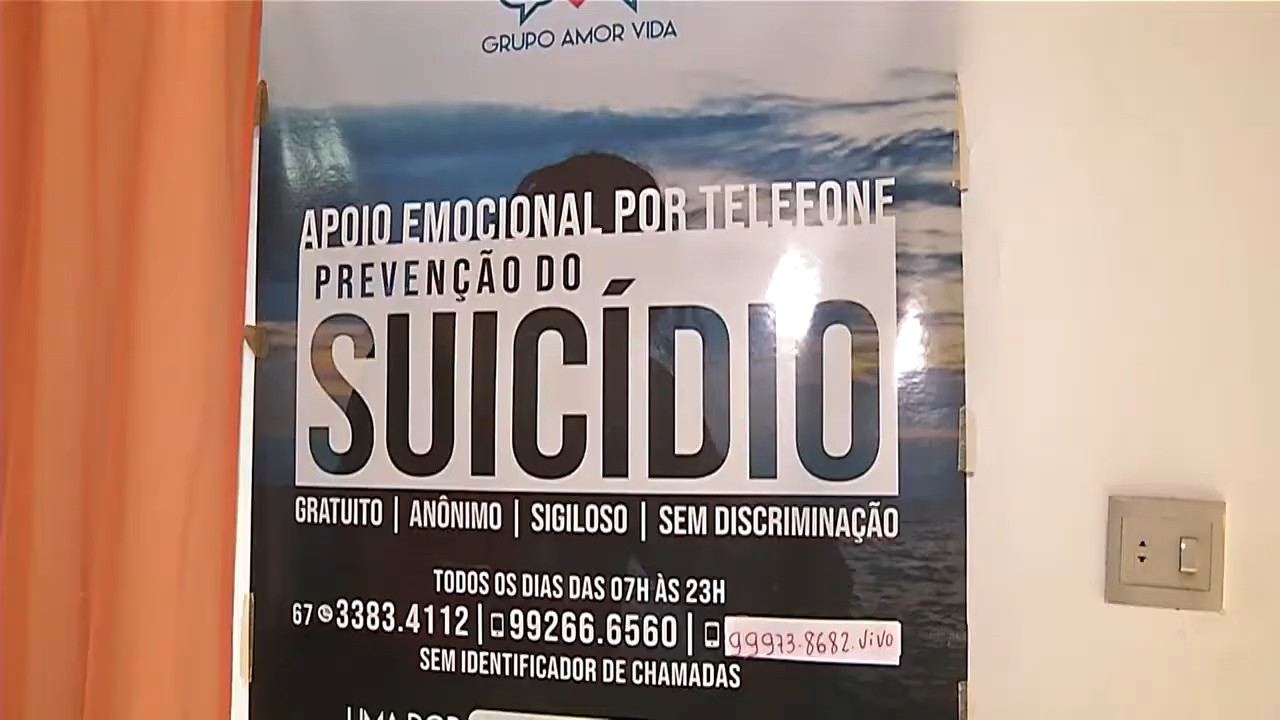 GRUPO AMOR VIDA
APOIO EMOCIONAL POR TELEFONE
PREVENÇÃO DO
SUICÍDIO
GRATUITO | ANÔNIMO | SIGILOSO | SEM DISCRIMINAÇÃO
TODOS OS DIAS DAS 07H ÀS 23H
67 3383.4112 | 99266.6560 | 99973.8682.vivo
SEM IDENTIFICADOR DE CHAMADAS